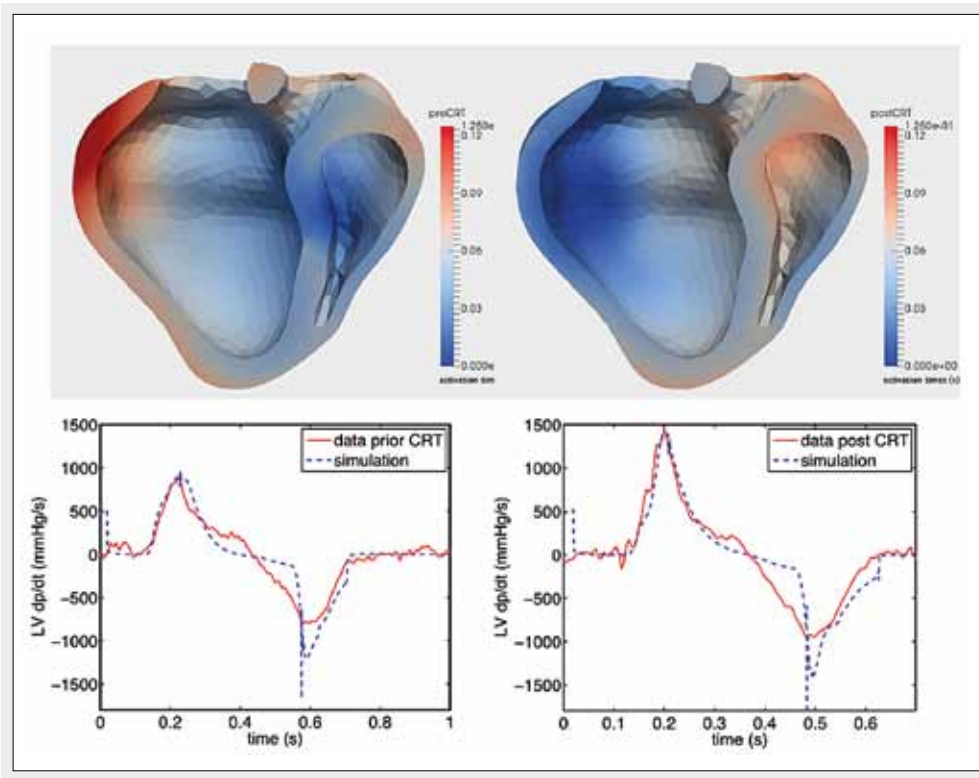 preCRT
1.250e
0.12
0.09
0.06
0.03
0.000e
activation tim
postCRT
1.250e-01
0.12
0.09
0.06
0.03
0.000e+00
activation times (s)
1500
1000
500
0
−500
−1000
−1500
LV dp/dt (mmHg/s)
data prior CRT
simulation
0 0.2 0.4 0.6 0.8 1
time (s)
1500
1000
500
0
−500
−1000
−1500
LV dp/dt (mmHg/s)
data post CRT
simulation
0 0.1 0.2 0.3 0.4 0.5 0.6
time (s)